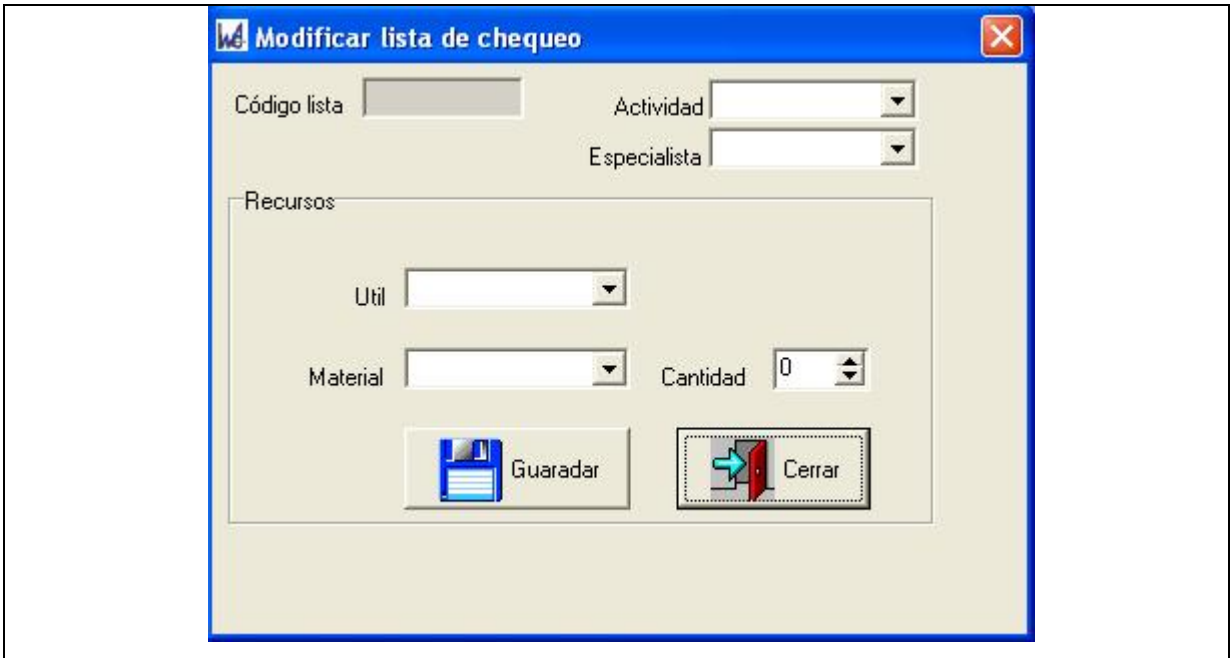 Modificar lista de chequeo
Código lista
Actividad
Especialista
Recursos
Util
Material
Cantidad 0
Guaradar
Cerrar